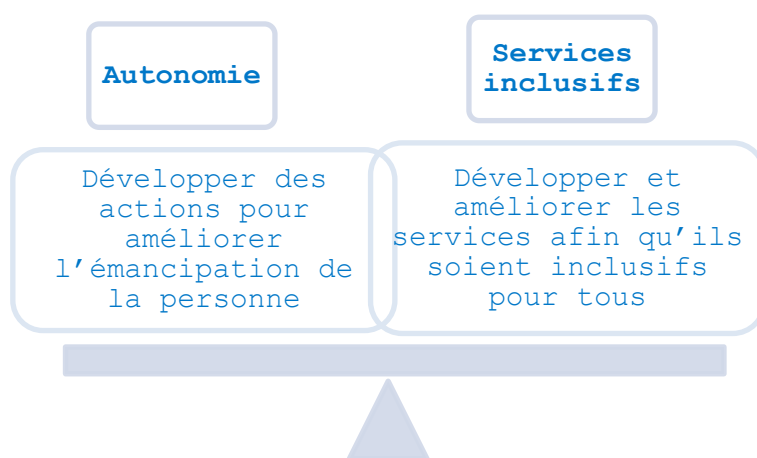 Autonomie
Services
inclusifs
Développer des
actions pour
améliorer
l’émancipation de
la personne
Développer et
améliorer les
services afin qu’ils
soient inclusifs
pour tous